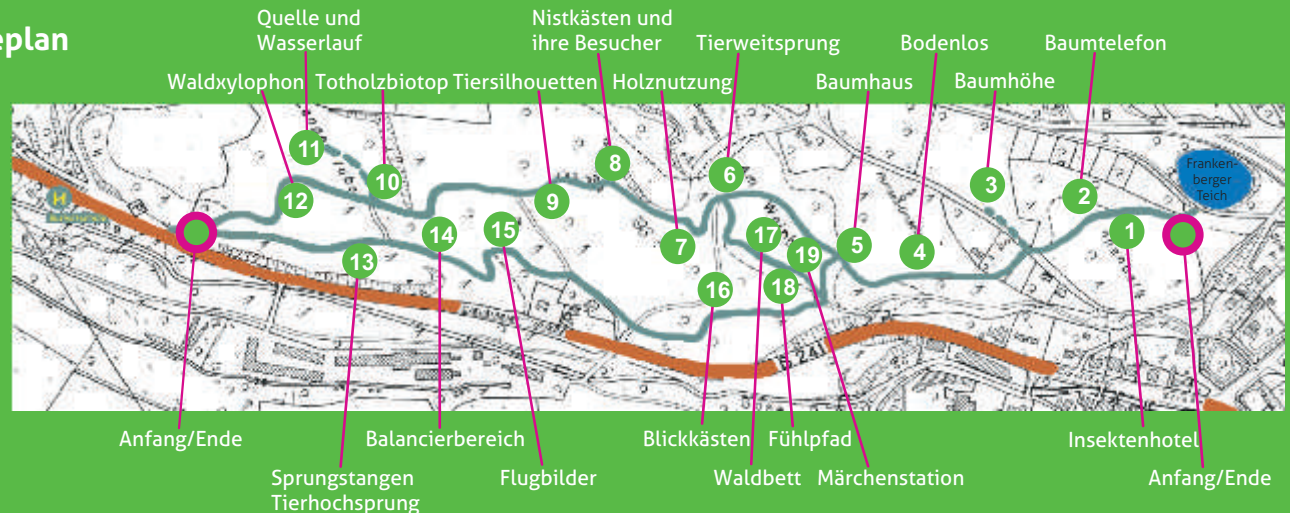 eplan
Quelle und
Wasserlauf
Nistkästen und
ihre Besucher
Tierweitsprung
Bodenlos
Baumtelefon
Waldxylophon
Totholzbiotop
Tiersilhouetten
Holznutzung
Baumhaus
Baumhöhe
Franken-
berger
Teich
H
11
12
10
9
8
7
6
5
4
3
2
1
13
14
15
16
17
18
19
B 241
Anfang/Ende
Balancierbereich
Blickkästen
Fühlpfad
Insektenhotel
Sprungstangen
Tierhochsprung
Flugbilder
Waldbett
Märchenstation
Anfang/Ende